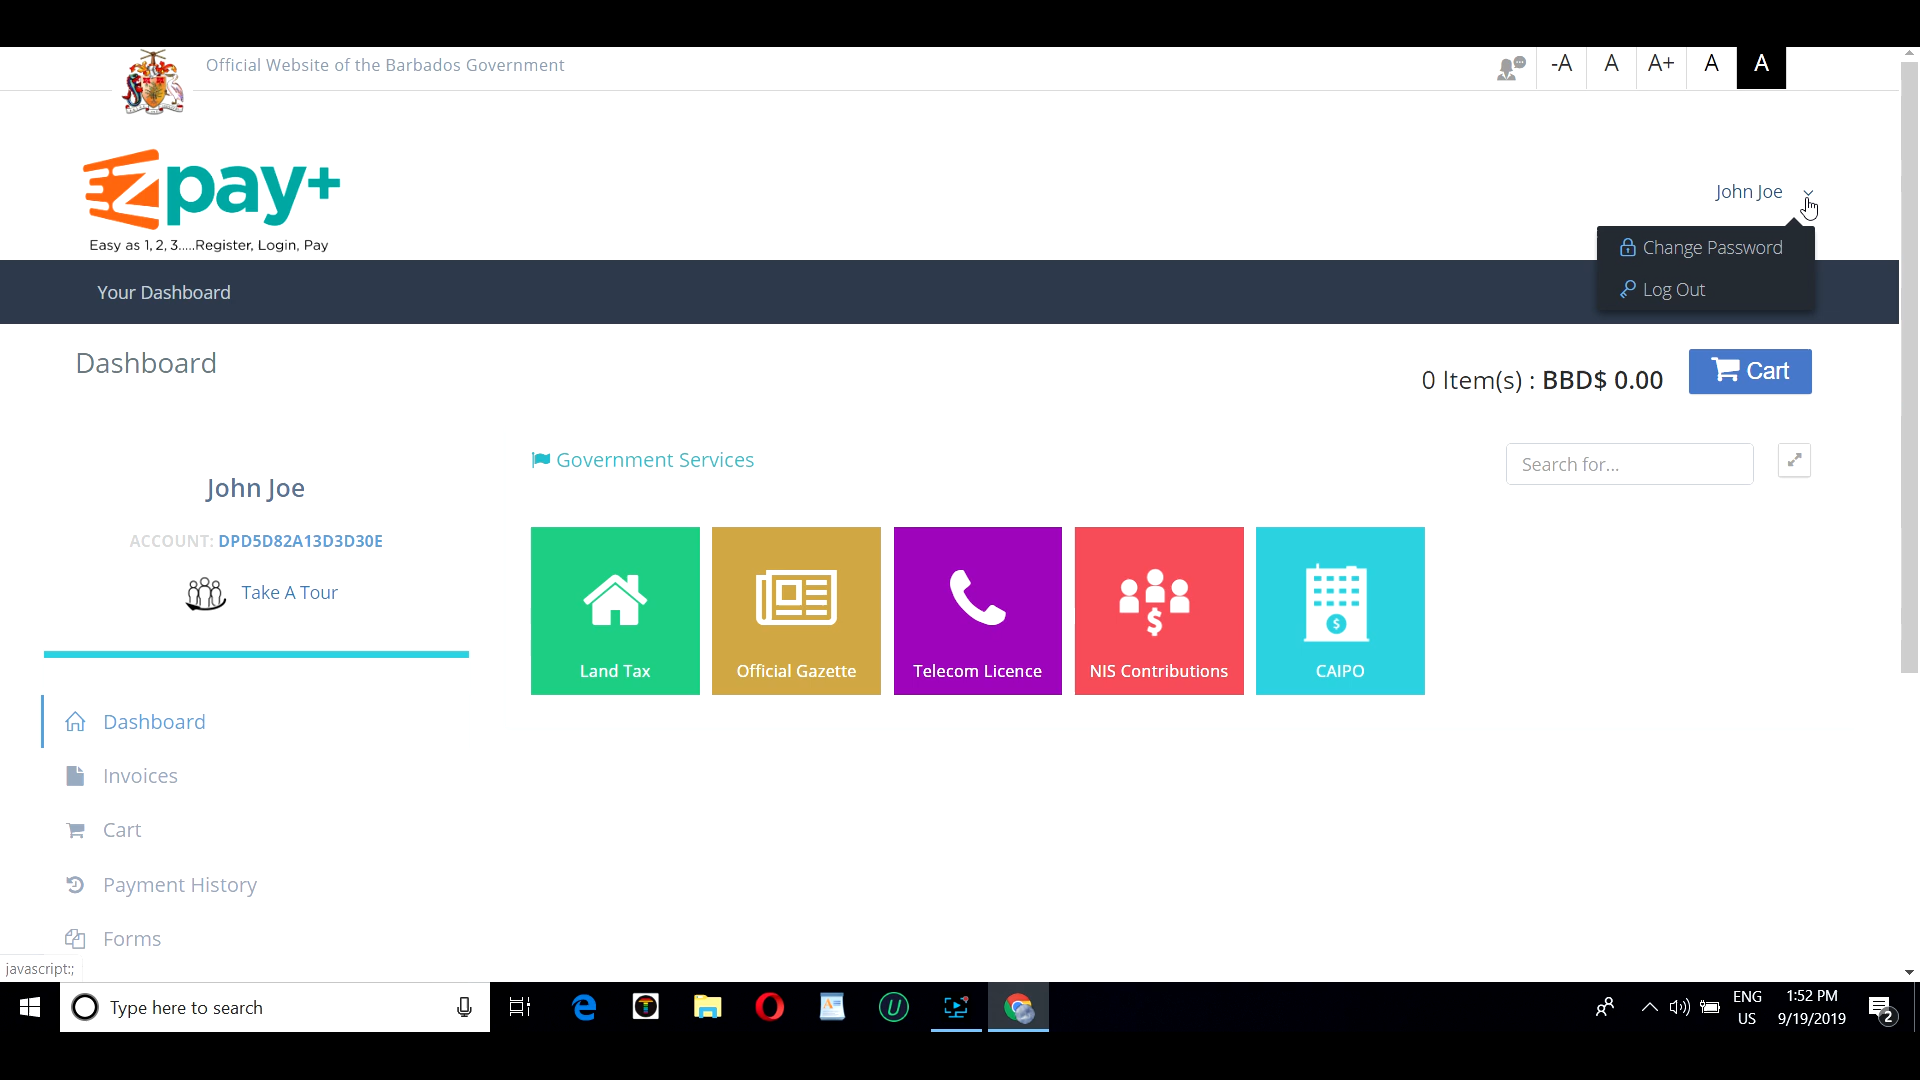 Official Website of the Barbados Government
-A A A+ A A
zpay+
Easy as 1, 2, 3.....Register, Login, Pay
John Joe
Change Password
Log Out
Your Dashboard
Dashboard
0 Item(s) : BBD$ 0.00
Cart
Government Services
Search for...
John Joe
ACCOUNT: DPD5D82A13D3D30E
Take A Tour
Land Tax
Official Gazette
Telecom Licence
NIS Contributions
CAIPO
Dashboard
Invoices
Cart
Payment History
Forms
javascript:;
Type here to search
ENG
US
1:52 PM
9/19/2019
2